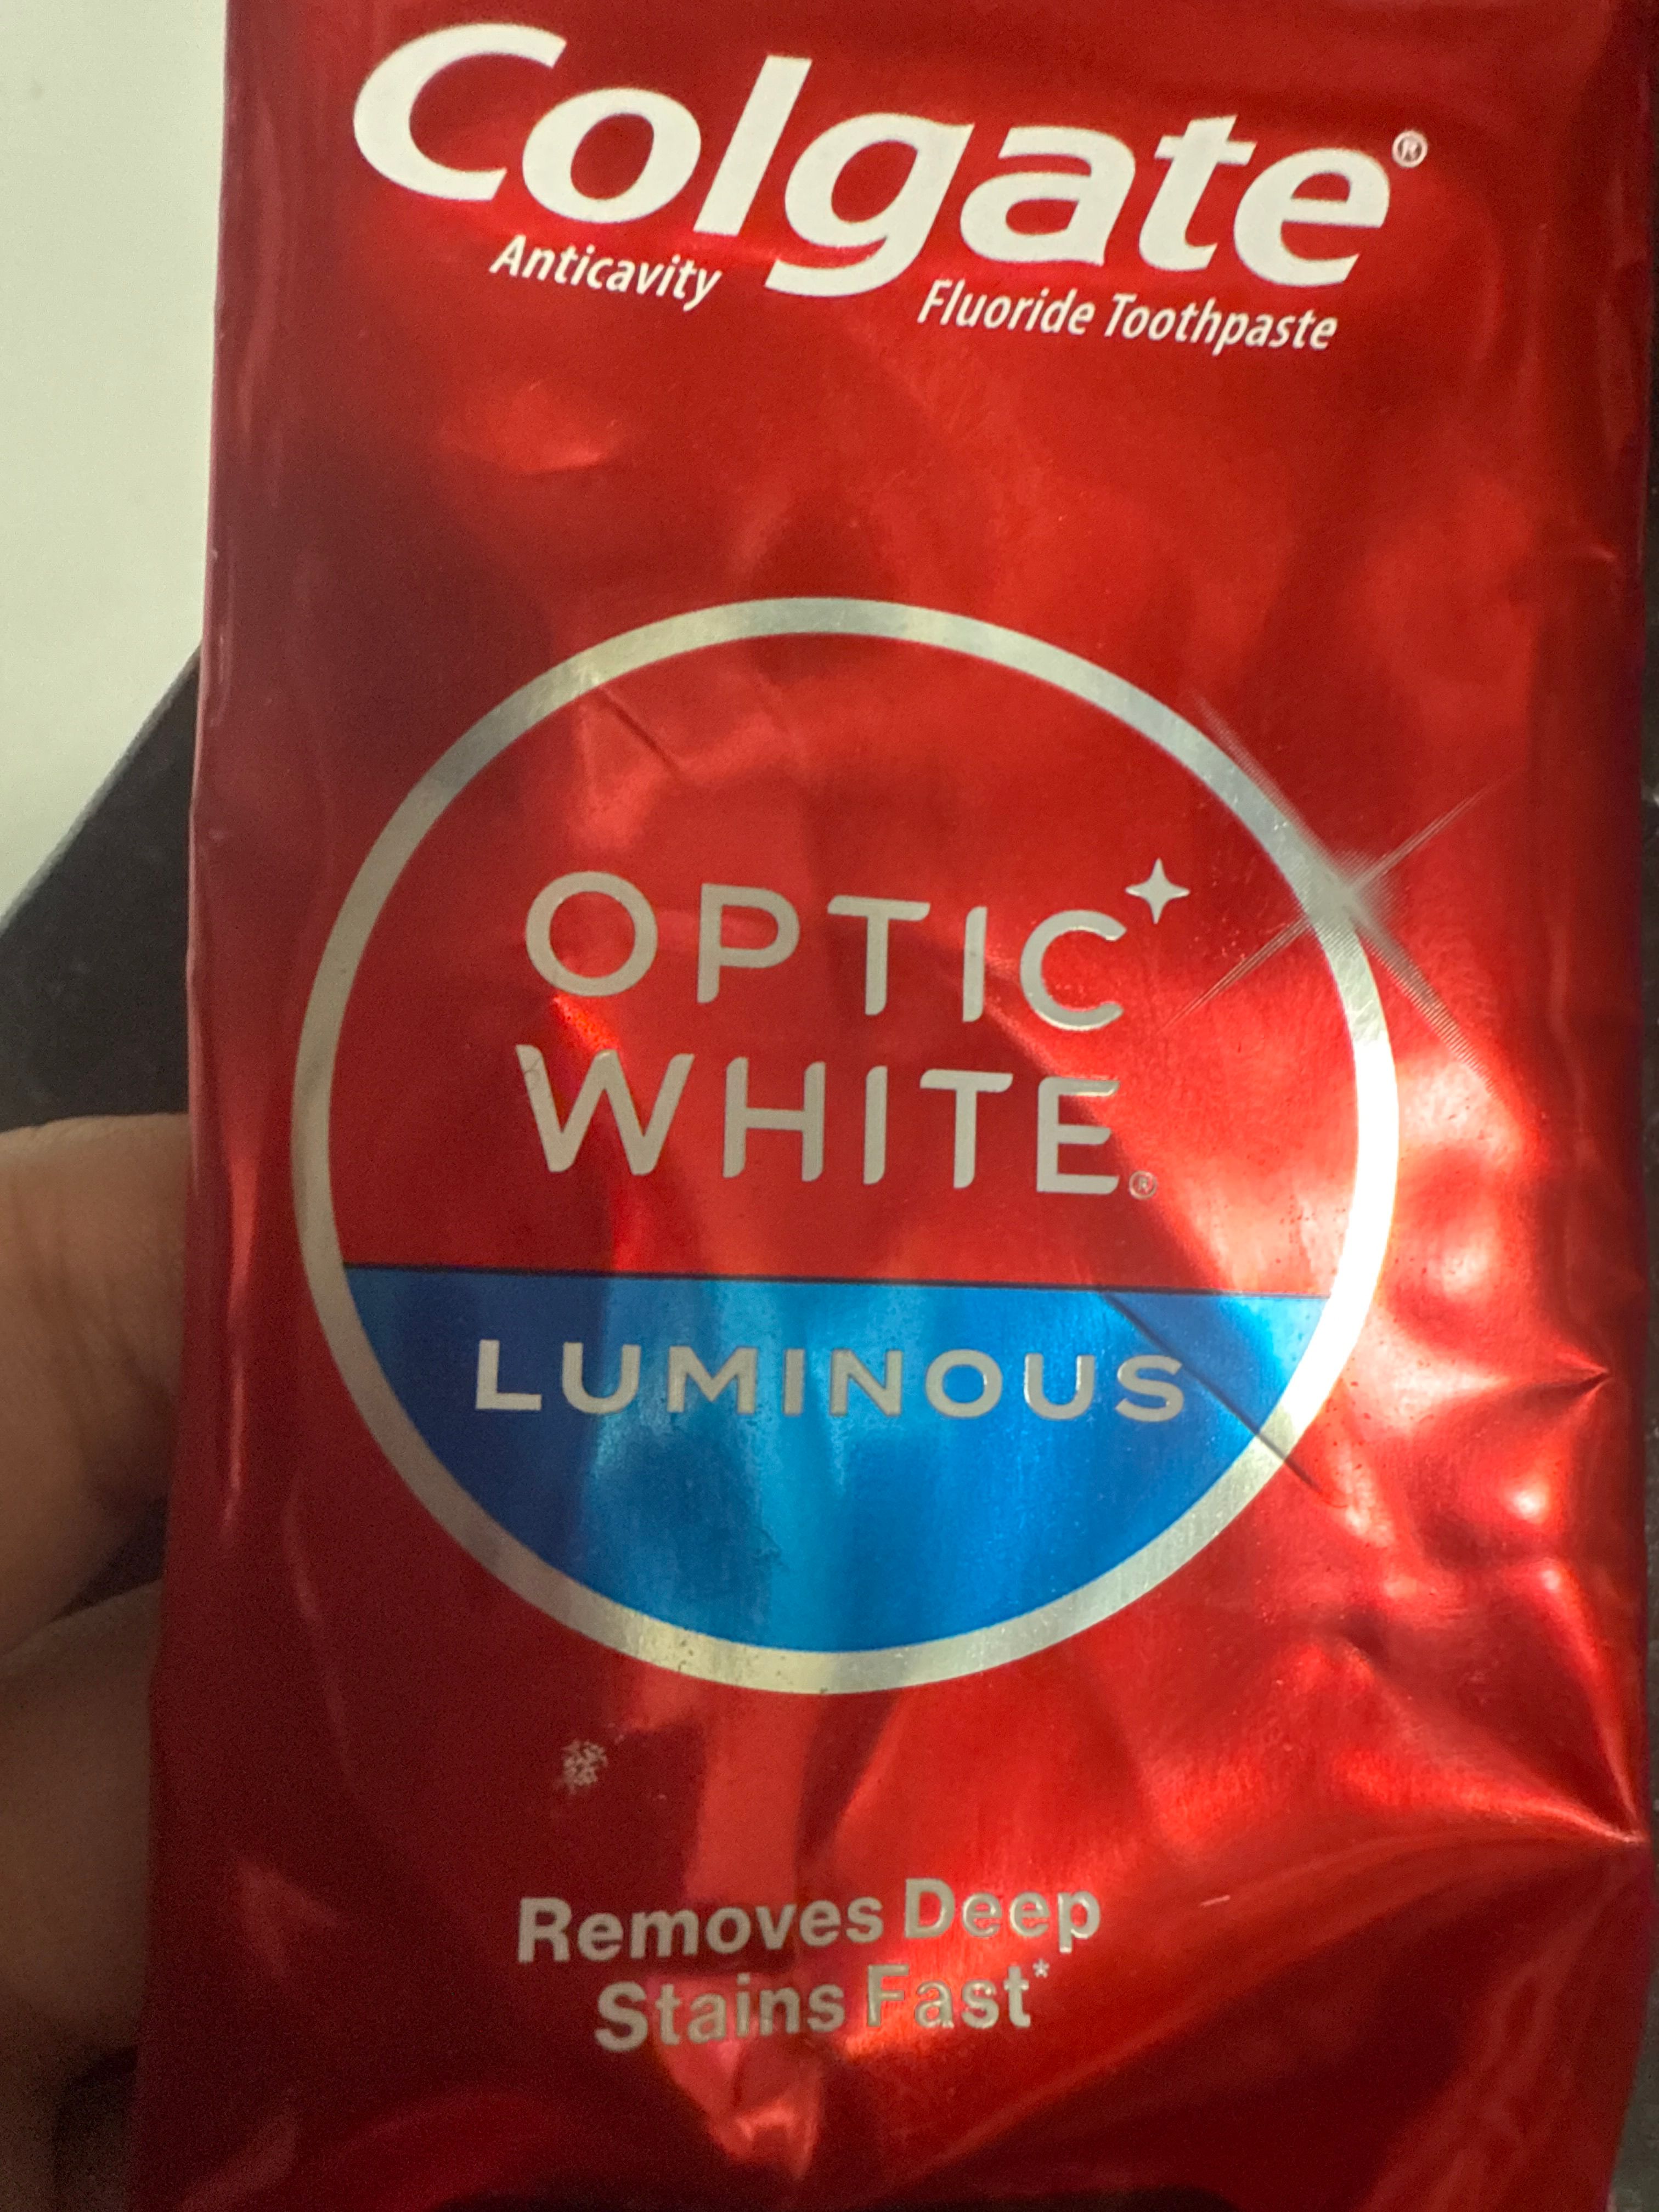 Colgate®
Anticavity Fluoride Toothpaste
OPTIC
WHITE®
LUMINOUS
Removes Deep
Stains Fast*